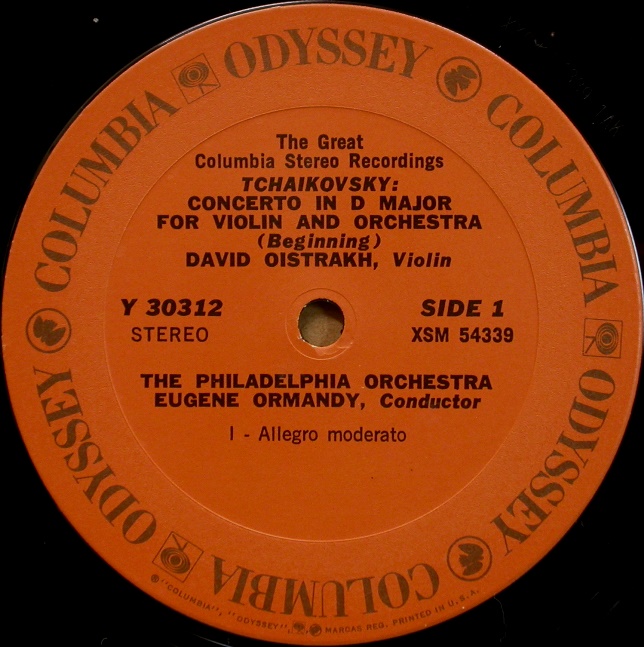 ODYSSEY
COLUMBIA
ODYSSEY
COLUMBIA
COLUMBIA
ODYSSEY
The Great
Columbia Stereo Recordings
TCHAIKOVSKY:
CONCERTO IN D MAJOR
FOR VIOLIN AND ORCHESTRA
(Beginning)
DAVID OISTRAKH, Violin
Y 30312
SIDE 1
STEREO
XSM 54339
THE PHILADELPHIA ORCHESTRA
EUGENE ORMANDY, Conductor
I - Allegro moderato
"COLUMBIA", "ODYSSEY", MARCAS REG. PRINTED IN U.S.A.